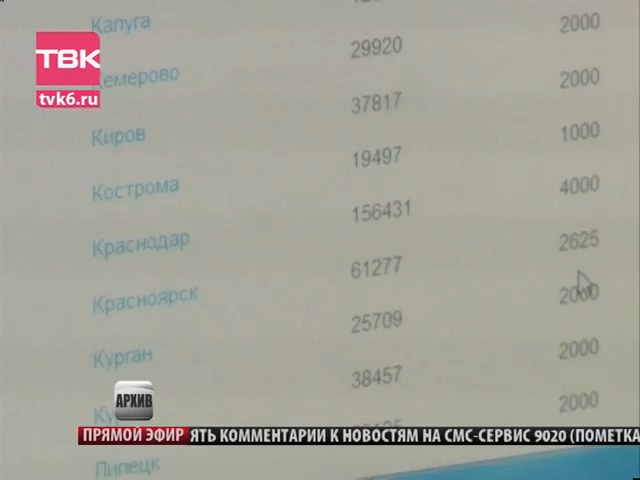 ТВК
tvk6.ru
Калуга
Кемерово 29920 2000
Киров 37817 2000
Кострома 19497 1000
Краснодар 156431 4000
Красноярск 61277 2625
Курган 25709 2000
38457 2000
Липецк 2000
АРХИВ
ПРЯМОЙ ЭФИР ЯТЬ КОММЕНТАРИИ К НОВОСТЯМ НА СМС-СЕРВИС 9020 (ПОМЕТКА